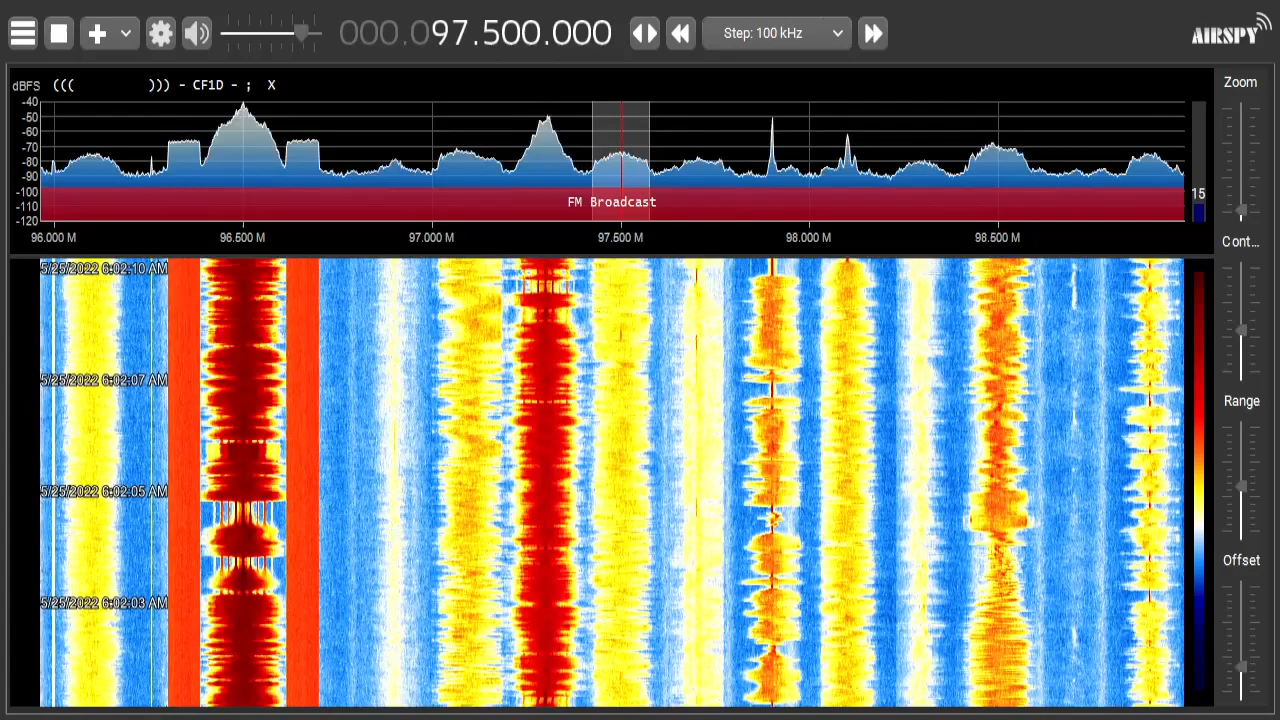 000.097.500.000
Step: 100 kHz
AIRSPY
dBFS
(((          ))) - CF1D - ;  X
Zoom
-40
-50
-60
-70
-80
-90
-100
-110
-120
15
FM Broadcast
96.000 M
96.500 M
97.000 M
97.500 M
98.000 M
98.500 M
Cont...
5/25/2022 6:02:10 AM
5/25/2022 6:02:07 AM
Range
5/25/2022 6:02:05 AM
Offset
5/25/2022 6:02:03 AM